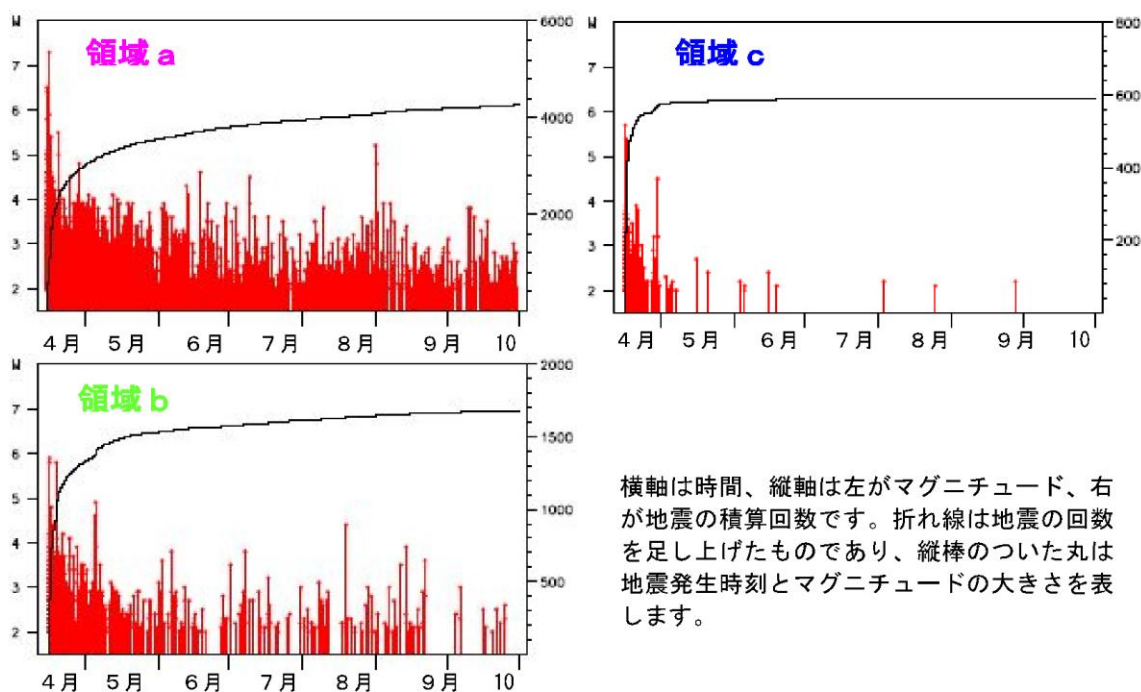 M
6000
領域 a
7
6
4000
5
4
2000
3
2
4月 5月 6月 7月 8月 9月 10
M
800
領域 c
7
6
600
5
400
4
3
200
2
4月 5月 6月 7月 8月 9月 10
M
2000
領域 b
7
1500
6
5
1000
4
3
500
2
4月 5月 6月 7月 8月 9月 10
横軸は時間、縦軸は左がマグニチュード、右
が地震の積算回数です。折れ線は地震の回数
を足し上げたものであり、縦棒のついた丸は
地震発生時刻とマグニチュードの大きさを表
します。